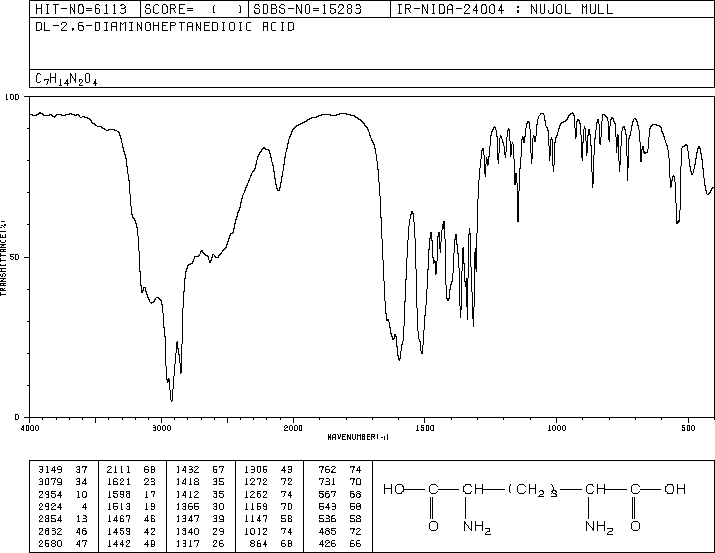 HIT-NO=6113 SCORE= ( ) SDBS-NO=15283 IR-NIDA-24004 : NUJOL MULL
DL-2,6-DIAMINOHEPTANEDIOIC ACID
C7H14N2O4
100
TRANSMITTANCE(%)
50
0
4000 3000 2000 1500 1000 500
WAVENUMBER(-1)
3149 37 2111 68 1432 57 1306 43 762 74
3079 34 1621 23 1418 35 1272 72 731 70
2954 10 1598 17 1412 35 1262 74 567 68
2924 4 1513 19 1366 30 1169 70 543 58
2854 13 1467 46 1347 39 1147 58 536 58
2632 46 1459 42 1340 29 1012 74 485 72
2580 47 1442 49 1317 26 864 68 426 66
HO—C—CH—(CH2)3—CH—C—OH
O NH2 NH2 O